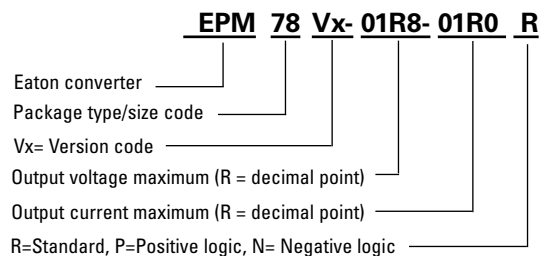 EPM 78 Vx- 01R8- 01R0 R
Eaton converter
Package type/size code
Vx= Version code
Output voltage maximum (R = decimal point)
Output current maximum (R = decimal point)
R=Standard, P=Positive logic, N= Negative logic